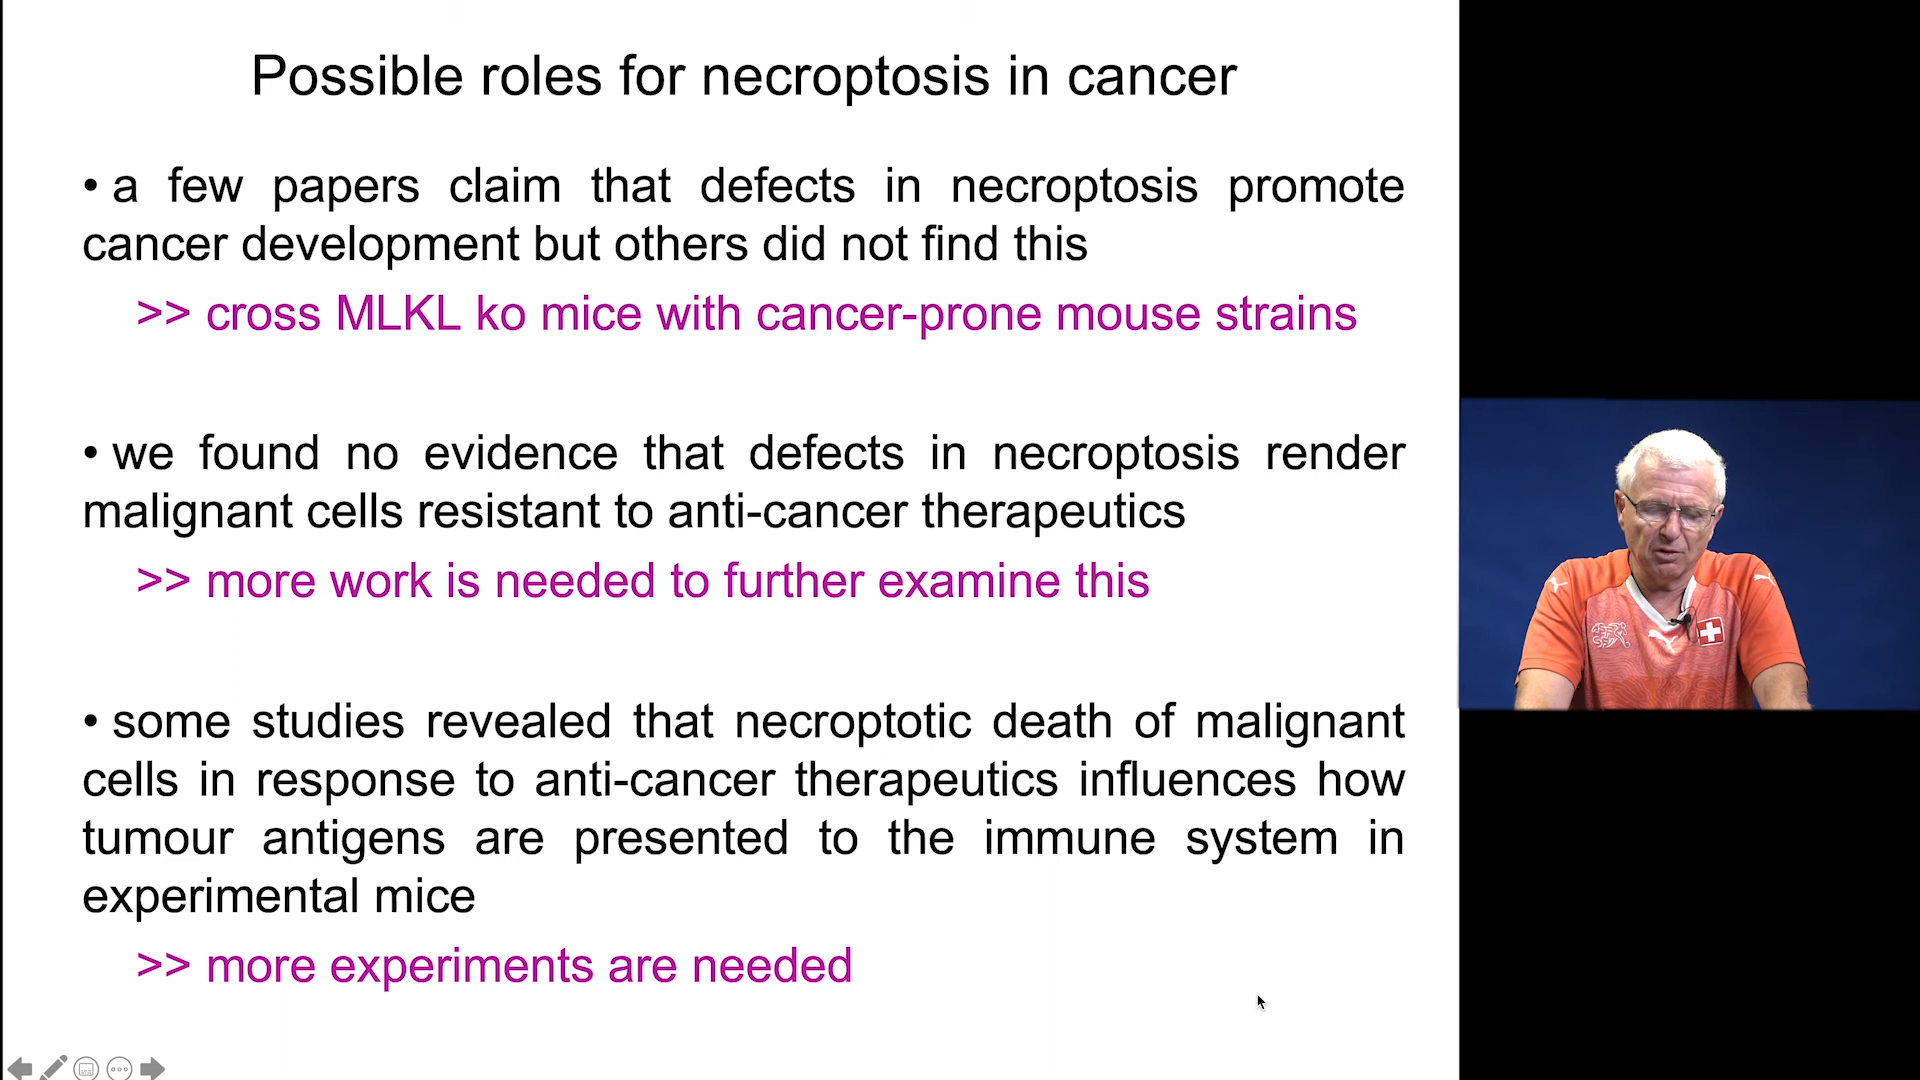 Possible roles for necroptosis in cancer
• a few papers claim that defects in necroptosis promote
cancer development but others did not find this
>> cross MLKL ko mice with cancer-prone mouse strains
• we found no evidence that defects in necroptosis render
malignant cells resistant to anti-cancer therapeutics
>> more work is needed to further examine this
• some studies revealed that necroptotic death of malignant
cells in response to anti-cancer therapeutics influences how
tumour antigens are presented to the immune system in
experimental mice
>> more experiments are needed